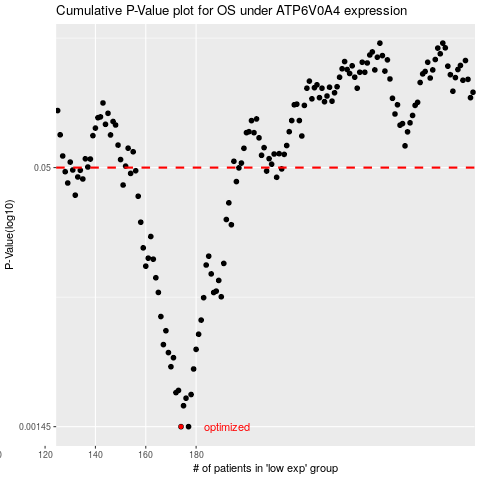 Cumulative P-Value plot for OS under ATP6V0A4 expression
P-Value(log10)
0.05
0.00145
optimized
0 120 140 160 180
# of patients in 'low exp' group